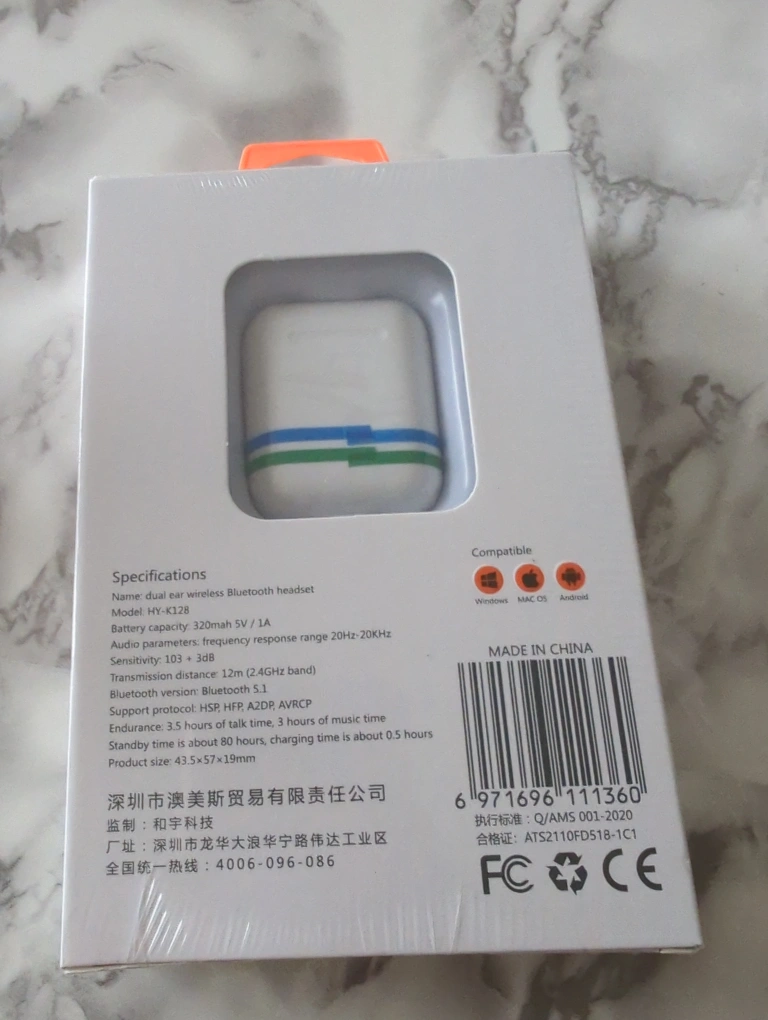 Specifications
Name: dual ear wireless Bluetooth headset
Model: HY-K128
Battery capacity: 320mah 5V / 1A
Audio parameters: frequency response range 20Hz-20KHz
Sensitivity: 103 + 3dB
Transmission distance: 12m (2.4GHz band)
Bluetooth version: Bluetooth 5.1
Support protocol: HSP, HFP, A2DP, AVRCP
Endurance: 3.5 hours of talk time, 3 hours of music time
Standby time is about 80 hours, charging time is about 0.5 hours
Product size: 43.5×57×19mm
深圳市澳美斯贸易有限责任公司
监制：和宇科技
厂址：深圳市龙华大浪华宁路伟达工业区
全国统一热线：4006-096-086
Compatible
Windows MAC OS Android
MADE IN CHINA
6 971696 111360
执行标准：Q/AMS 001-2020
合格证：ATS2110FD518-1C1
FC CE